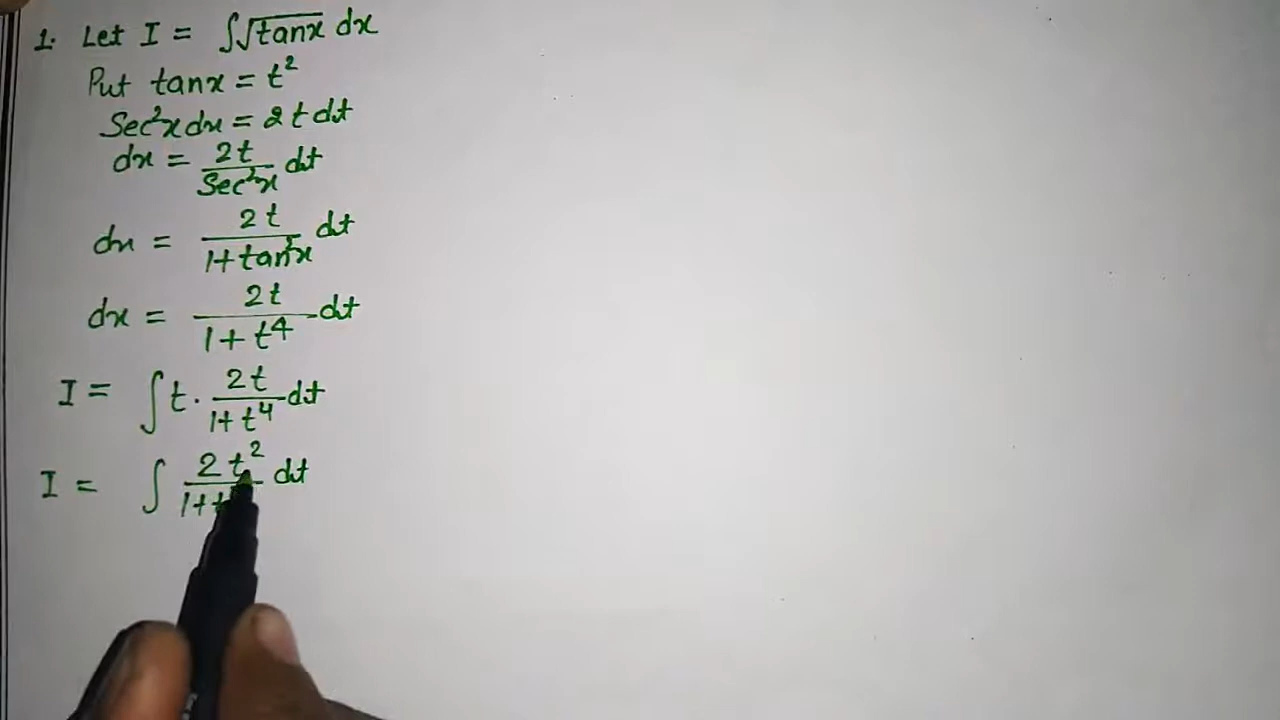 1. Let I = ∫√tanx dx
Put tanx = t²
Sec²x dx = 2t dt
dx = 2t/Sec²x dt
dx = 2t/1+tan²x dt
dx = 2t/1+t⁴ dt
I = ∫t · 2t/1+t⁴ dt
I = ∫ 2t²/1+t dt